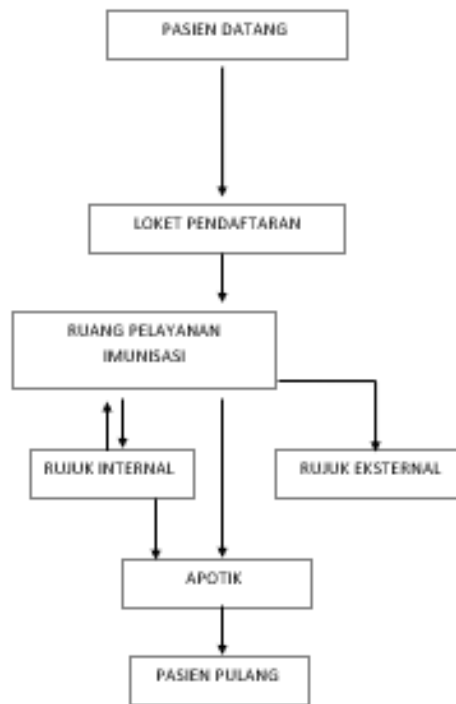 PASIEN DATANG
LOKET PENDAFTARAN
RUANG PELAYANAN
IMUNISASI
RUJUK INTERNAL
RUJUK EKSTERNAL
APOTIK
PASIEN PULANG